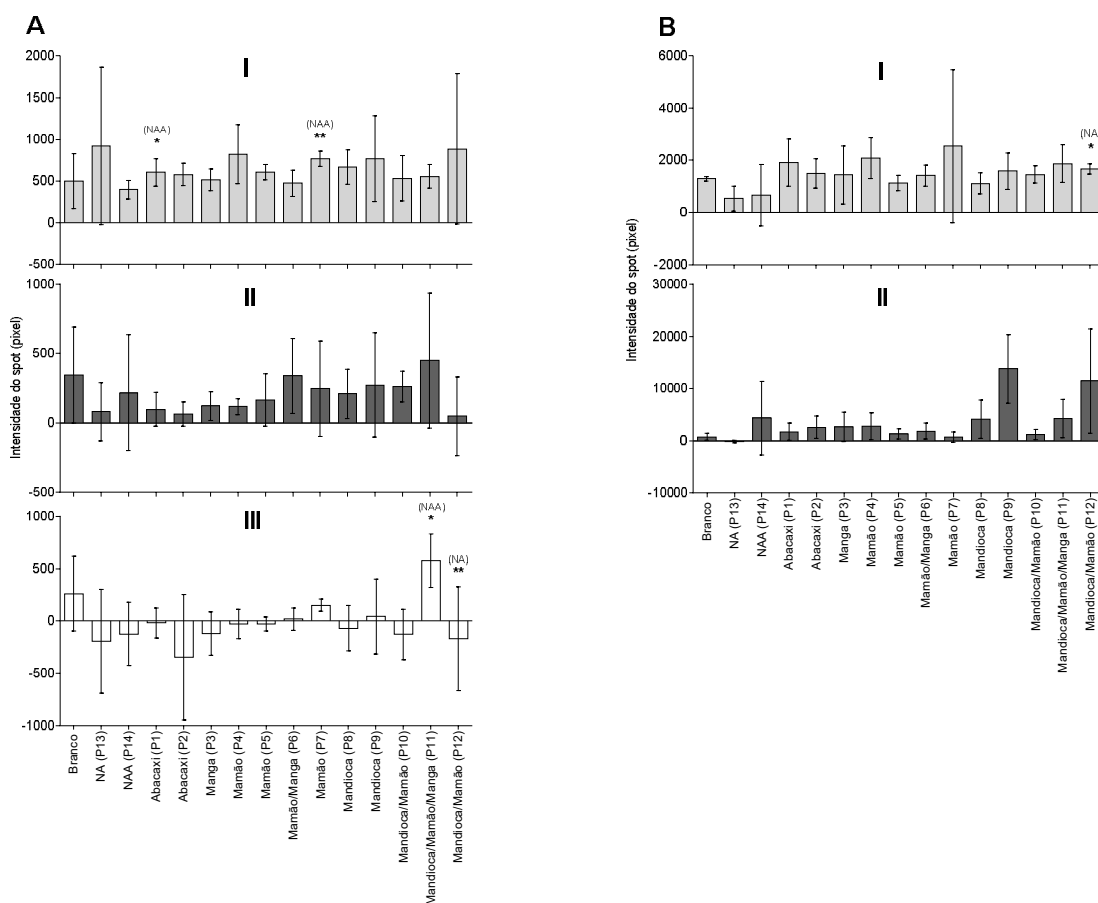 A
B
Intensidade do spot (pixel)
I
2000
1500
1000
500
0
-500
(NAA)
*
(NAA)
**
II
1000
500
0
-500
III
1000
500
0
-500
-1000
(NAA)
*
(NA)
**
Branco
NA (P13)
NAA (P14)
Abacaxi (P1)
Abacaxi (P2)
Manga (P3)
Mamão (P4)
Mamão (P5)
Mamão/Manga (P6)
Mamão (P7)
Mandioca (P8)
Mandioca (P9)
Mandioca/Mamão (P10)
Mandioca/Mamão/Manga (P11)
Mandioca/Mamão (P12)
Intensidade do spot (pixel)
I
6000
4000
2000
0
-2000
(NA
*
II
30000
20000
10000
0
-10000
Branco
NA (P13)
NAA (P14)
Abacaxi (P1)
Abacaxi (P2)
Manga (P3)
Mamão (P4)
Mamão (P5)
Mamão/Manga (P6)
Mamão (P7)
Mandioca (P8)
Mandioca (P9)
Mandioca/Mamão (P10)
Mandioca/Mamão/Manga (P11)
Mandioca/Mamão (P12)